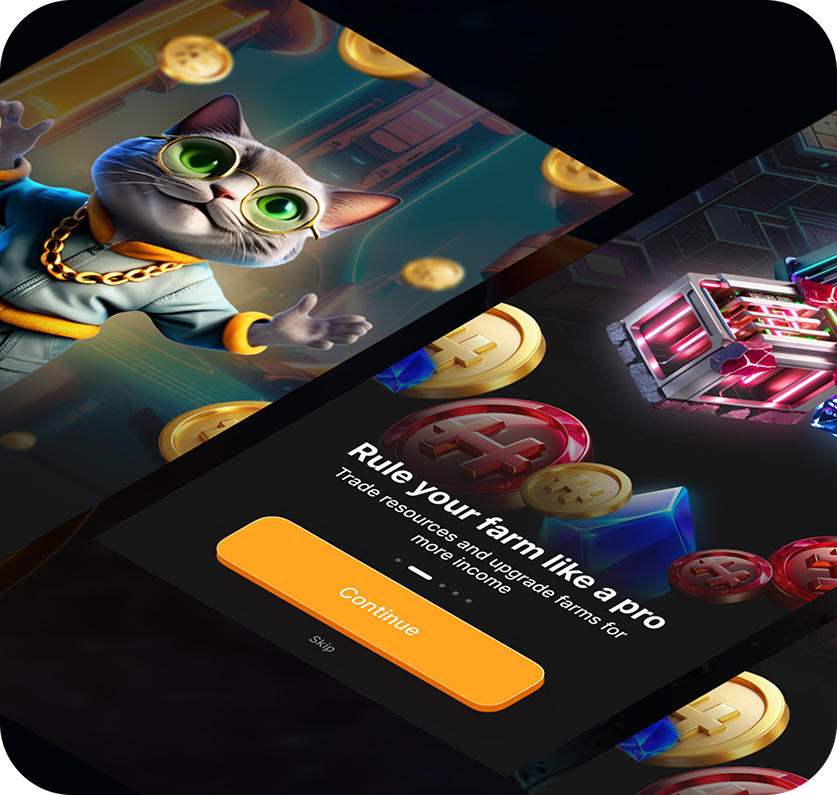 Rule your farm like a pro
Trade resources and upgrade farms for
more income
Continue
Skip